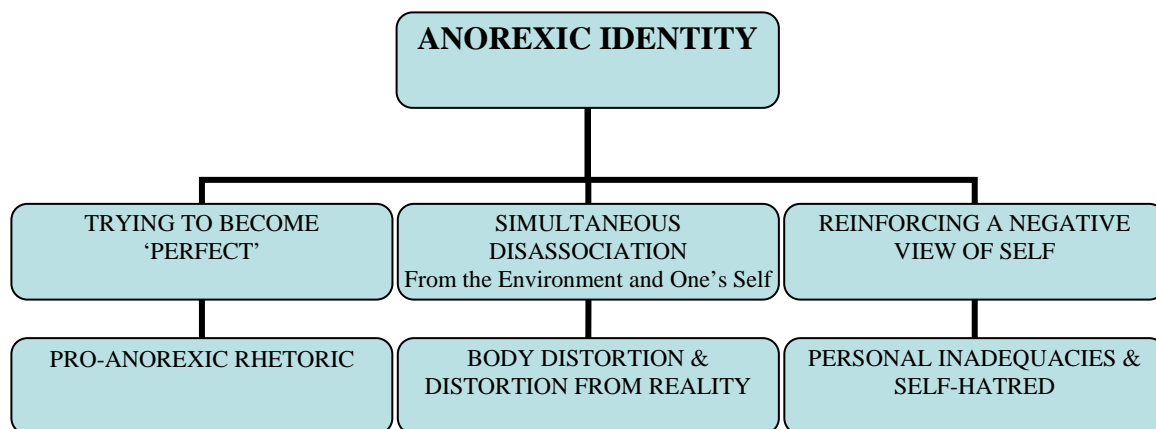 ANOREXIC IDENTITY
TRYING TO BECOME
‘PERFECT’
SIMULTANEOUS
DISASSOCIATION
From the Environment and One’s Self
REINFORCING A NEGATIVE
VIEW OF SELF
PRO-ANOREXIC RHETORIC
BODY DISTORTION &
DISTORTION FROM REALITY
PERSONAL INADEQUACIES &
SELF-HATRED